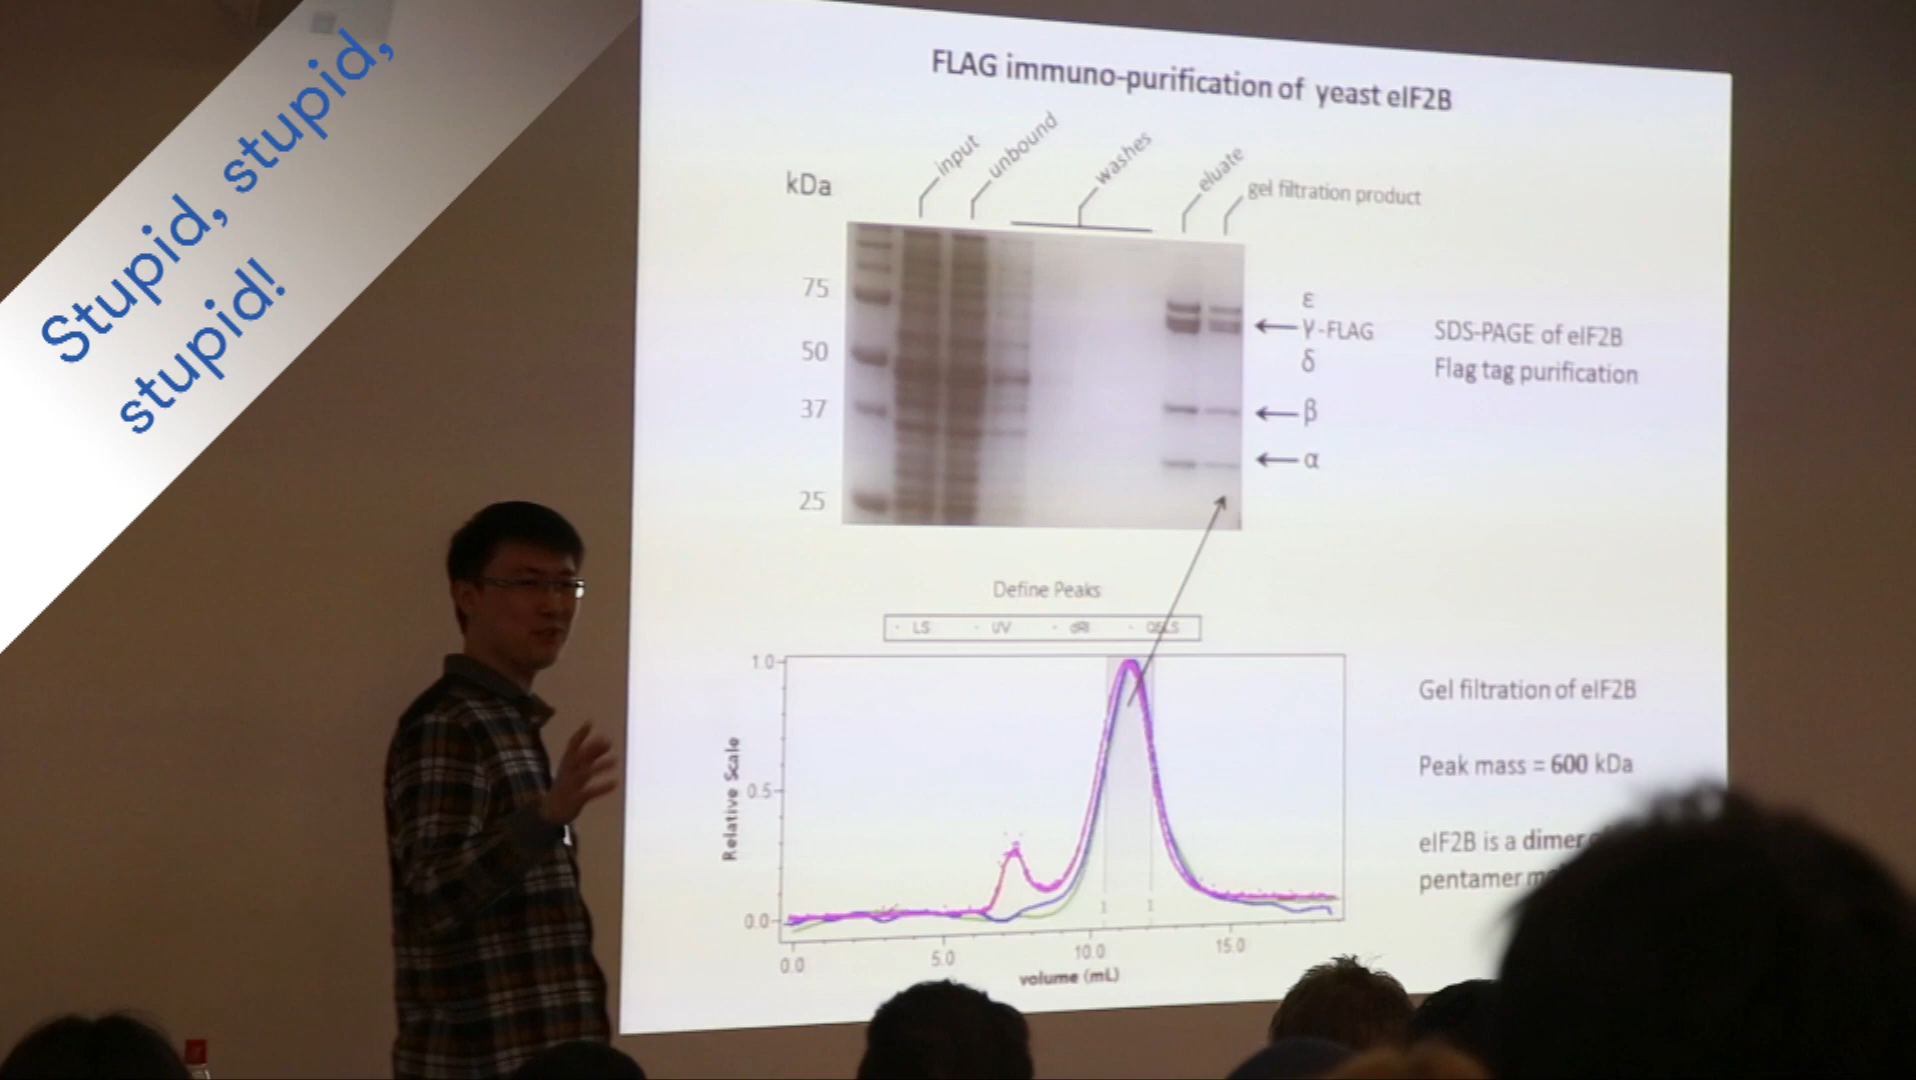 Stupid, stupid,
stupid!
FLAG immuno-purification of yeast eIF2B
kDa
input
unbound
washes
eluate
gel filtration product
75
50
37
25
ε
γ-FLAG
δ
β
α
SDS-PAGE of eIF2B
Flag tag purification
Define Peaks
LS UV dRI QELS
1.0
0.5
0.0
Relative Scale
1 1
0.0 5.0 10.0 15.0
volume (mL)
Gel filtration of eIF2B
Peak mass = 600 kDa
eIF2B is a dimer
pentamer